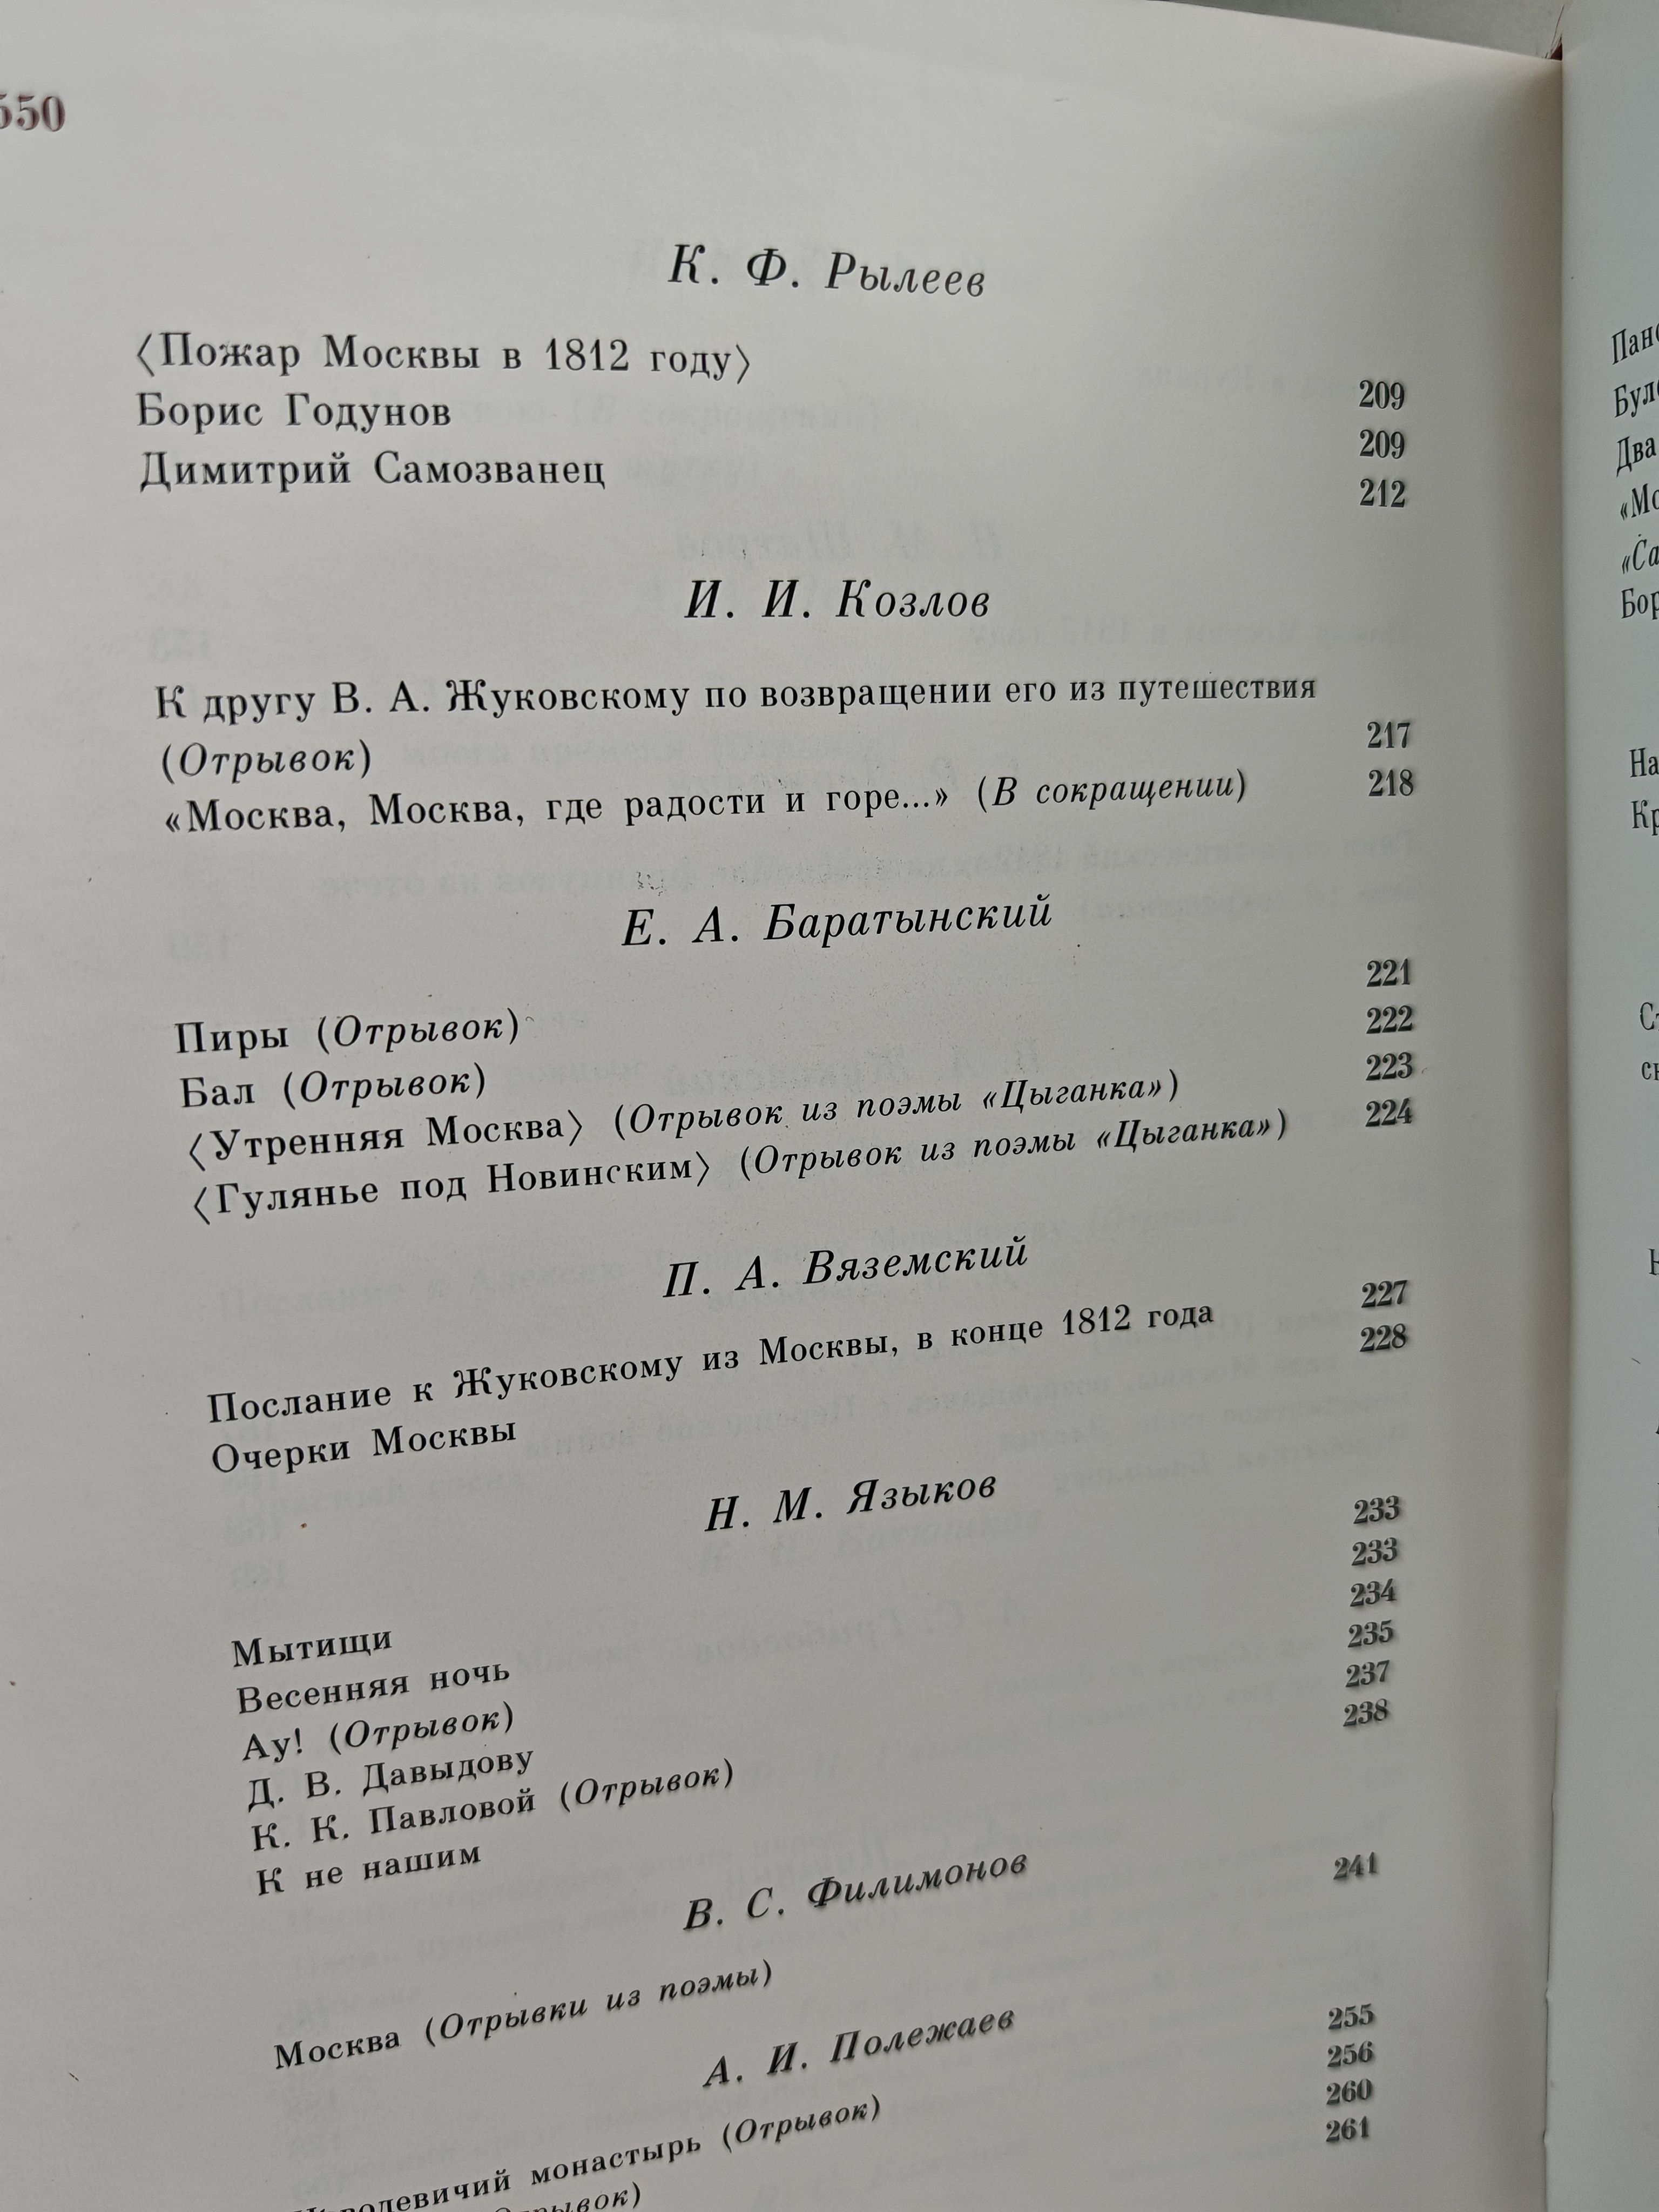 550
К. Ф. Рылеев
〈Пожар Москвы в 1812 году〉 209
Борис Годунов 209
Димитрий Самозванец 212
И. И. Козлов
К другу В. А. Жуковскому по возвращении его из путешествия
(Отрывок) 217
«Москва, Москва, где радости и горе...» (В сокращении) 218
Е. А. Баратынский
Пиры (Отрывок) 221
Бал (Отрывок) 222
〈Утренняя Москва〉 (Отрывок из поэмы «Цыганка») 223
〈Гулянье под Новинским〉 (Отрывок из поэмы «Цыганка») 224
П. А. Вяземский
Послание к Жуковскому из Москвы, в конце 1812 года 227
Очерки Москвы 228
Н. М. Языков
Мытищи 233
Весенняя ночь 233
Ау! (Отрывок) 234
Д. В. Давыдову 235
К. К. Павловой (Отрывок) 237
К не нашим 238
В. С. Филимонов
Москва (Отрывки из поэмы) 241
А. И. Полежаев
монастырь (Отрывок) 255
256
260
261
Два
На